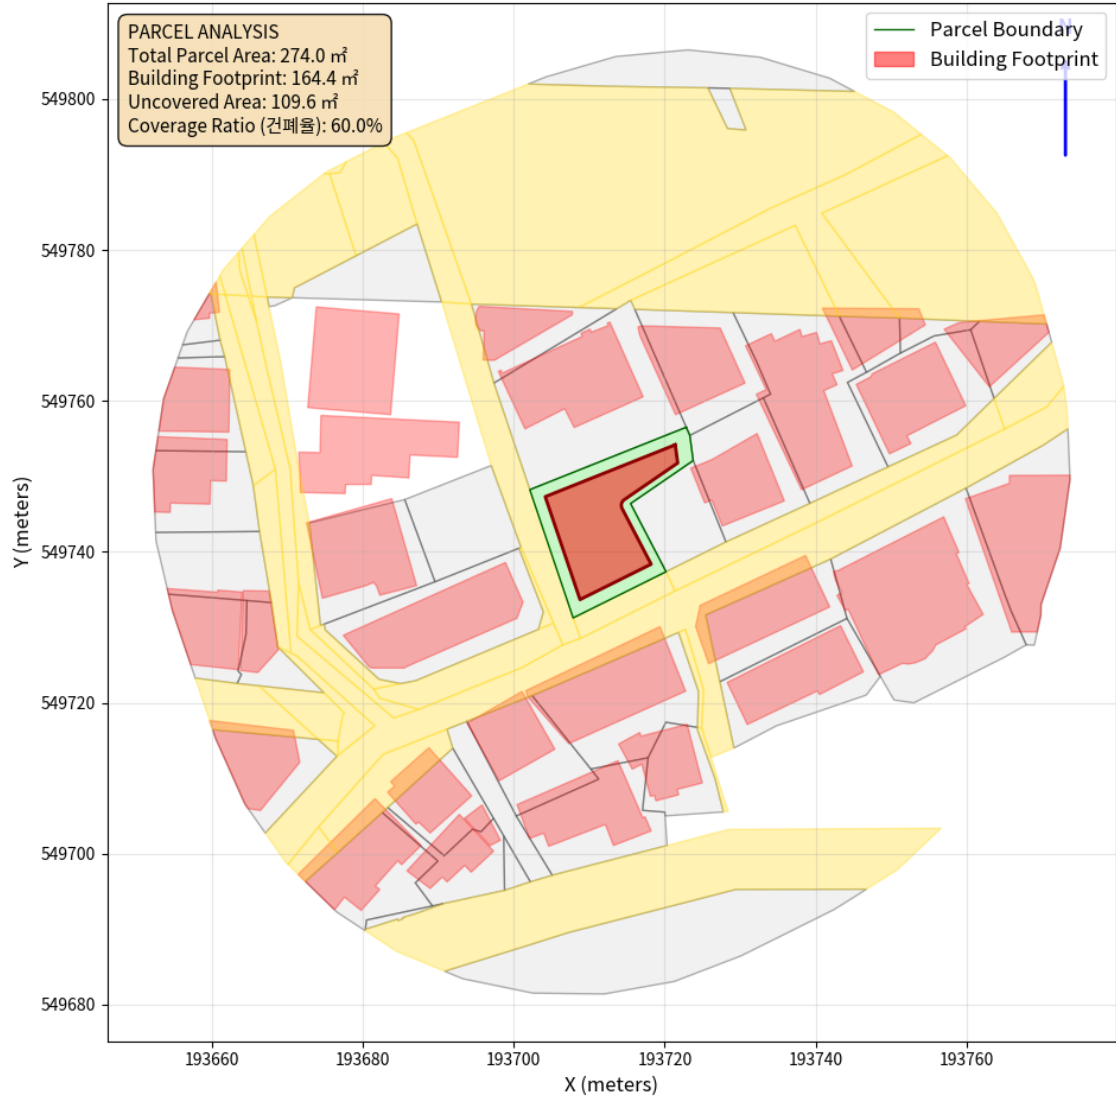 PARCEL ANALYSIS
Total Parcel Area: 274.0 ㎡
Building Footprint: 164.4 ㎡
Uncovered Area: 109.6 ㎡
Coverage Ratio (건폐율): 60.0%
N
Parcel Boundary
Building Footprint
549800
549780
549760
549740
549720
549700
549680
Y (meters)
193660
193680
193700
193720
193740
193760
X (meters)